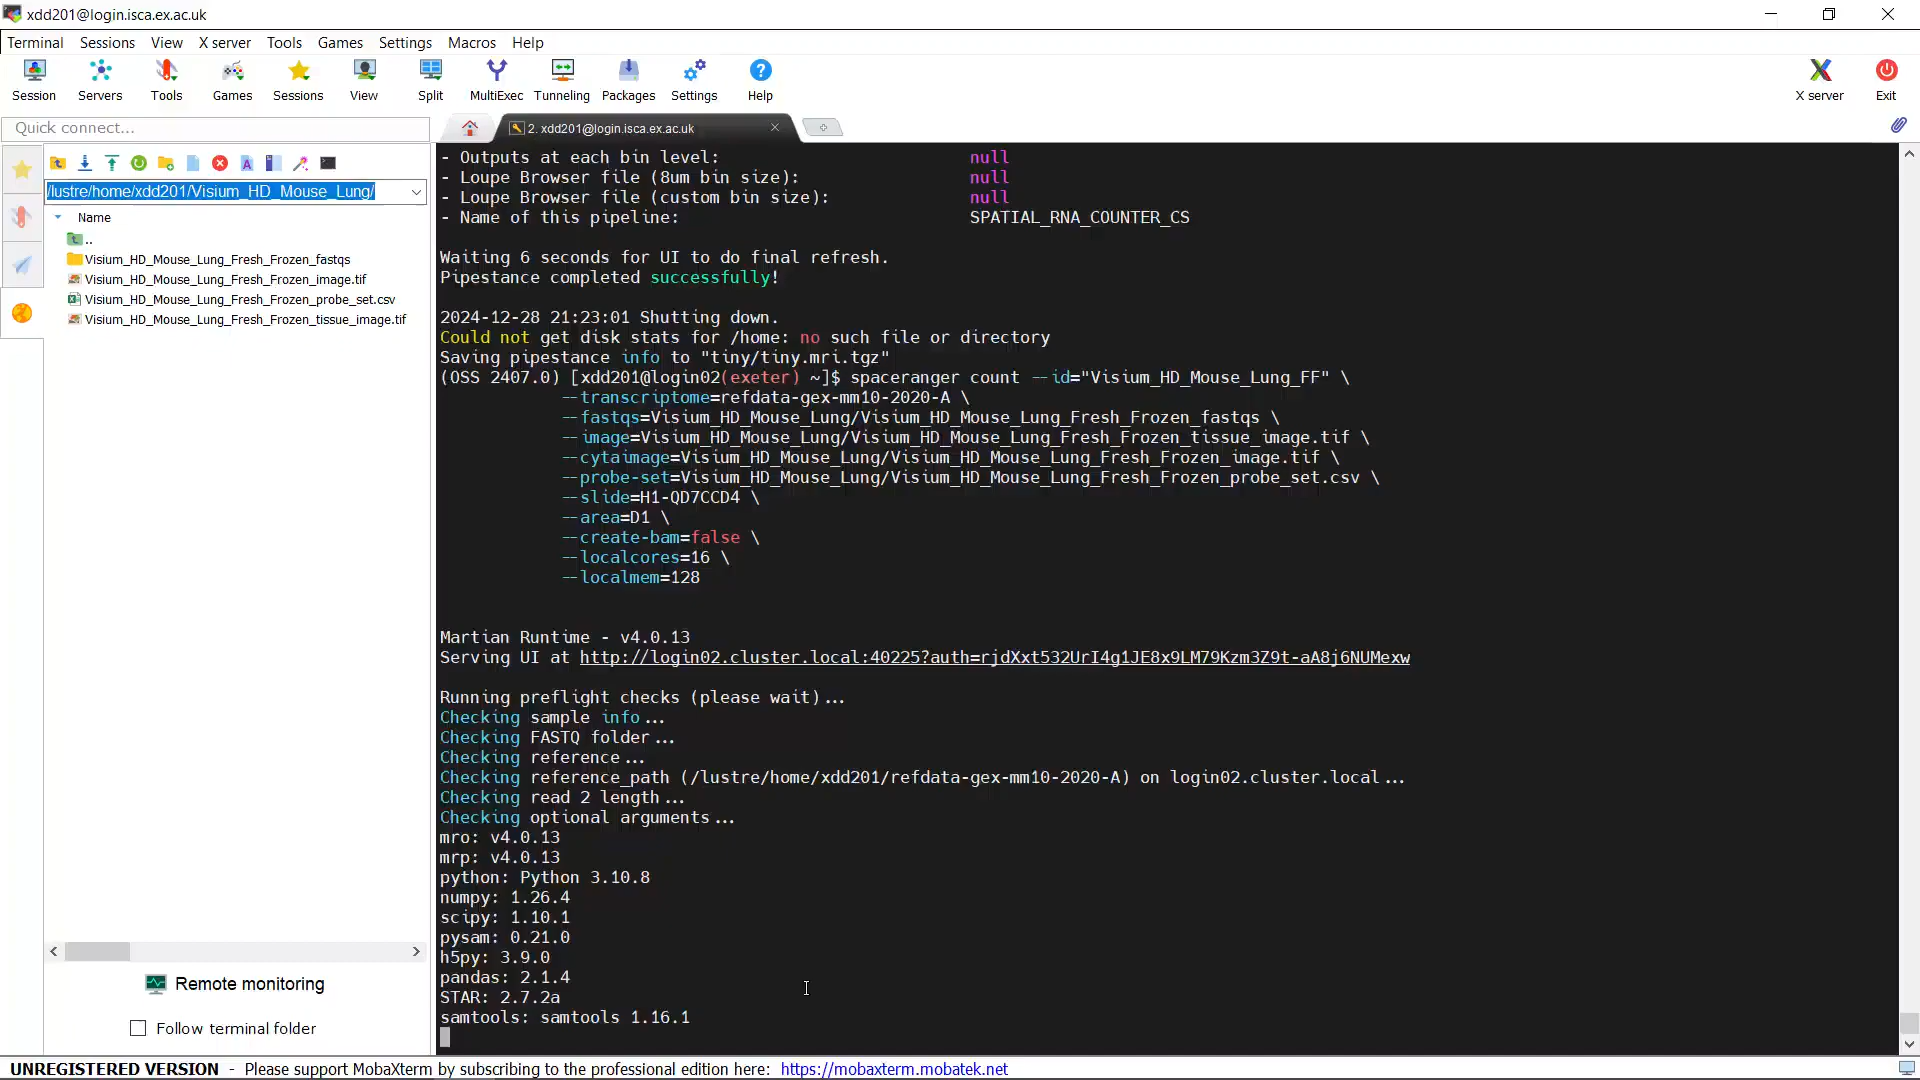 xdd201@login.isca.ex.ac.uk
Terminal Sessions View X server Tools Games Settings Macros Help
Session Servers Tools Games Sessions View Split MultiExec Tunneling Packages Settings Help X server Exit
Quick connect...
2. xdd201@login.isca.ex.ac.uk
/lustre/home/xdd201/Visium_HD_Mouse_Lung/
Name
..
Visium_HD_Mouse_Lung_Fresh_Frozen_fastqs
Visium_HD_Mouse_Lung_Fresh_Frozen_image.tif
Visium_HD_Mouse_Lung_Fresh_Frozen_probe_set.csv
Visium_HD_Mouse_Lung_Fresh_Frozen_tissue_image.tif
Remote monitoring
Follow terminal folder
- Outputs at each bin level: null
- Loupe Browser file (8um bin size): null
- Loupe Browser file (custom bin size): null
- Name of this pipeline: SPATIAL_RNA_COUNTER_CS
Waiting 6 seconds for UI to do final refresh.
Pipestance completed successfully!
2024-12-28 21:23:01 Shutting down.
Could not get disk stats for /home: no such file or directory
Saving pipestance info to "tiny/tiny.mri.tgz"
(OSS 2407.0) [xdd201@login02(exeter) ~]$ spaceranger count --id="Visium_HD_Mouse_Lung_FF" \
--transcriptome=refdata-gex-mm10-2020-A \
--fastqs=Visium_HD_Mouse_Lung/Visium_HD_Mouse_Lung_Fresh_Frozen_fastqs \
--image=Visium_HD_Mouse_Lung/Visium_HD_Mouse_Lung_Fresh_Frozen_tissue_image.tif \
--cytaimage=Visium_HD_Mouse_Lung/Visium_HD_Mouse_Lung_Fresh_Frozen_image.tif \
--probe-set=Visium_HD_Mouse_Lung/Visium_HD_Mouse_Lung_Fresh_Frozen_probe_set.csv \
--slide=H1-QD7CCD4 \
--area=D1 \
--create-bam=false \
--localcores=16 \
--localmem=128
Martian Runtime - v4.0.13
Serving UI at http://login02.cluster.local:40225?auth=rjdXxt532UrI4g1JE8x9LM79Kzm3Z9t-aA8j6NUMexw
Running preflight checks (please wait)...
Checking sample info...
Checking FASTQ folder...
Checking reference...
Checking reference_path (/lustre/home/xdd201/refdata-gex-mm10-2020-A) on login02.cluster.local...
Checking read 2 length...
Checking optional arguments...
mro: v4.0.13
mrp: v4.0.13
python: Python 3.10.8
numpy: 1.26.4
scipy: 1.10.1
pysam: 0.21.0
h5py: 3.9.0
pandas: 2.1.4
STAR: 2.7.2a
samtools: samtools 1.16.1
UNREGISTERED VERSION - Please support MobaXterm by subscribing to the professional edition here: https://mobaxterm.mobatek.net